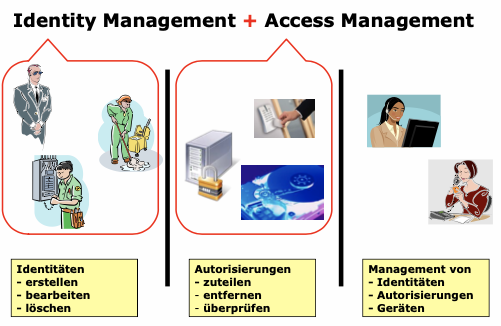 Identity Management + Access Management
Identitäten
- erstellen
- bearbeiten
- löschen
Autorisierungen
- zuteilen
- entfernen
- überprüfen
Management von
- Identitäten
- Autorisierungen
- Geräten